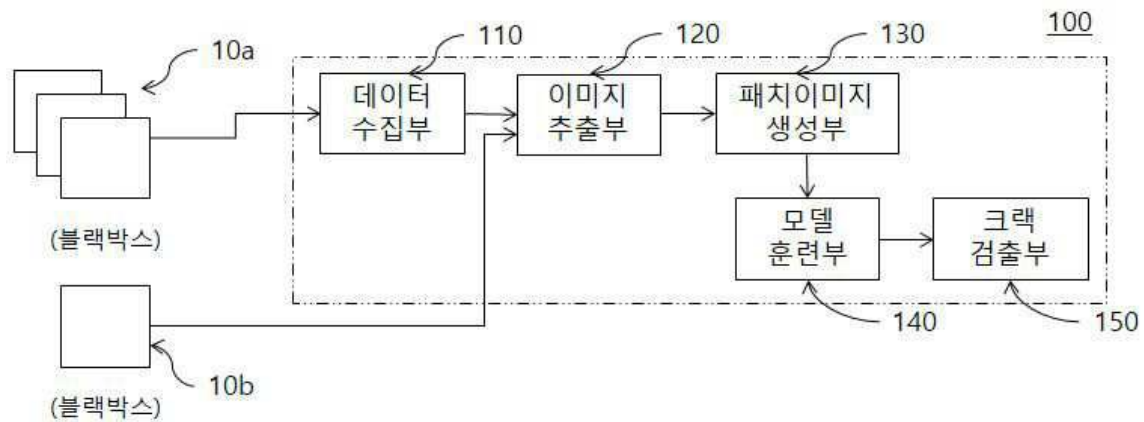 100
10a
110
120
130
데이터
수집부
이미지
추출부
패치이미지
생성부
(블랙박스)
모델
훈련부
크랙
검출부
140
150
10b
(블랙박스)